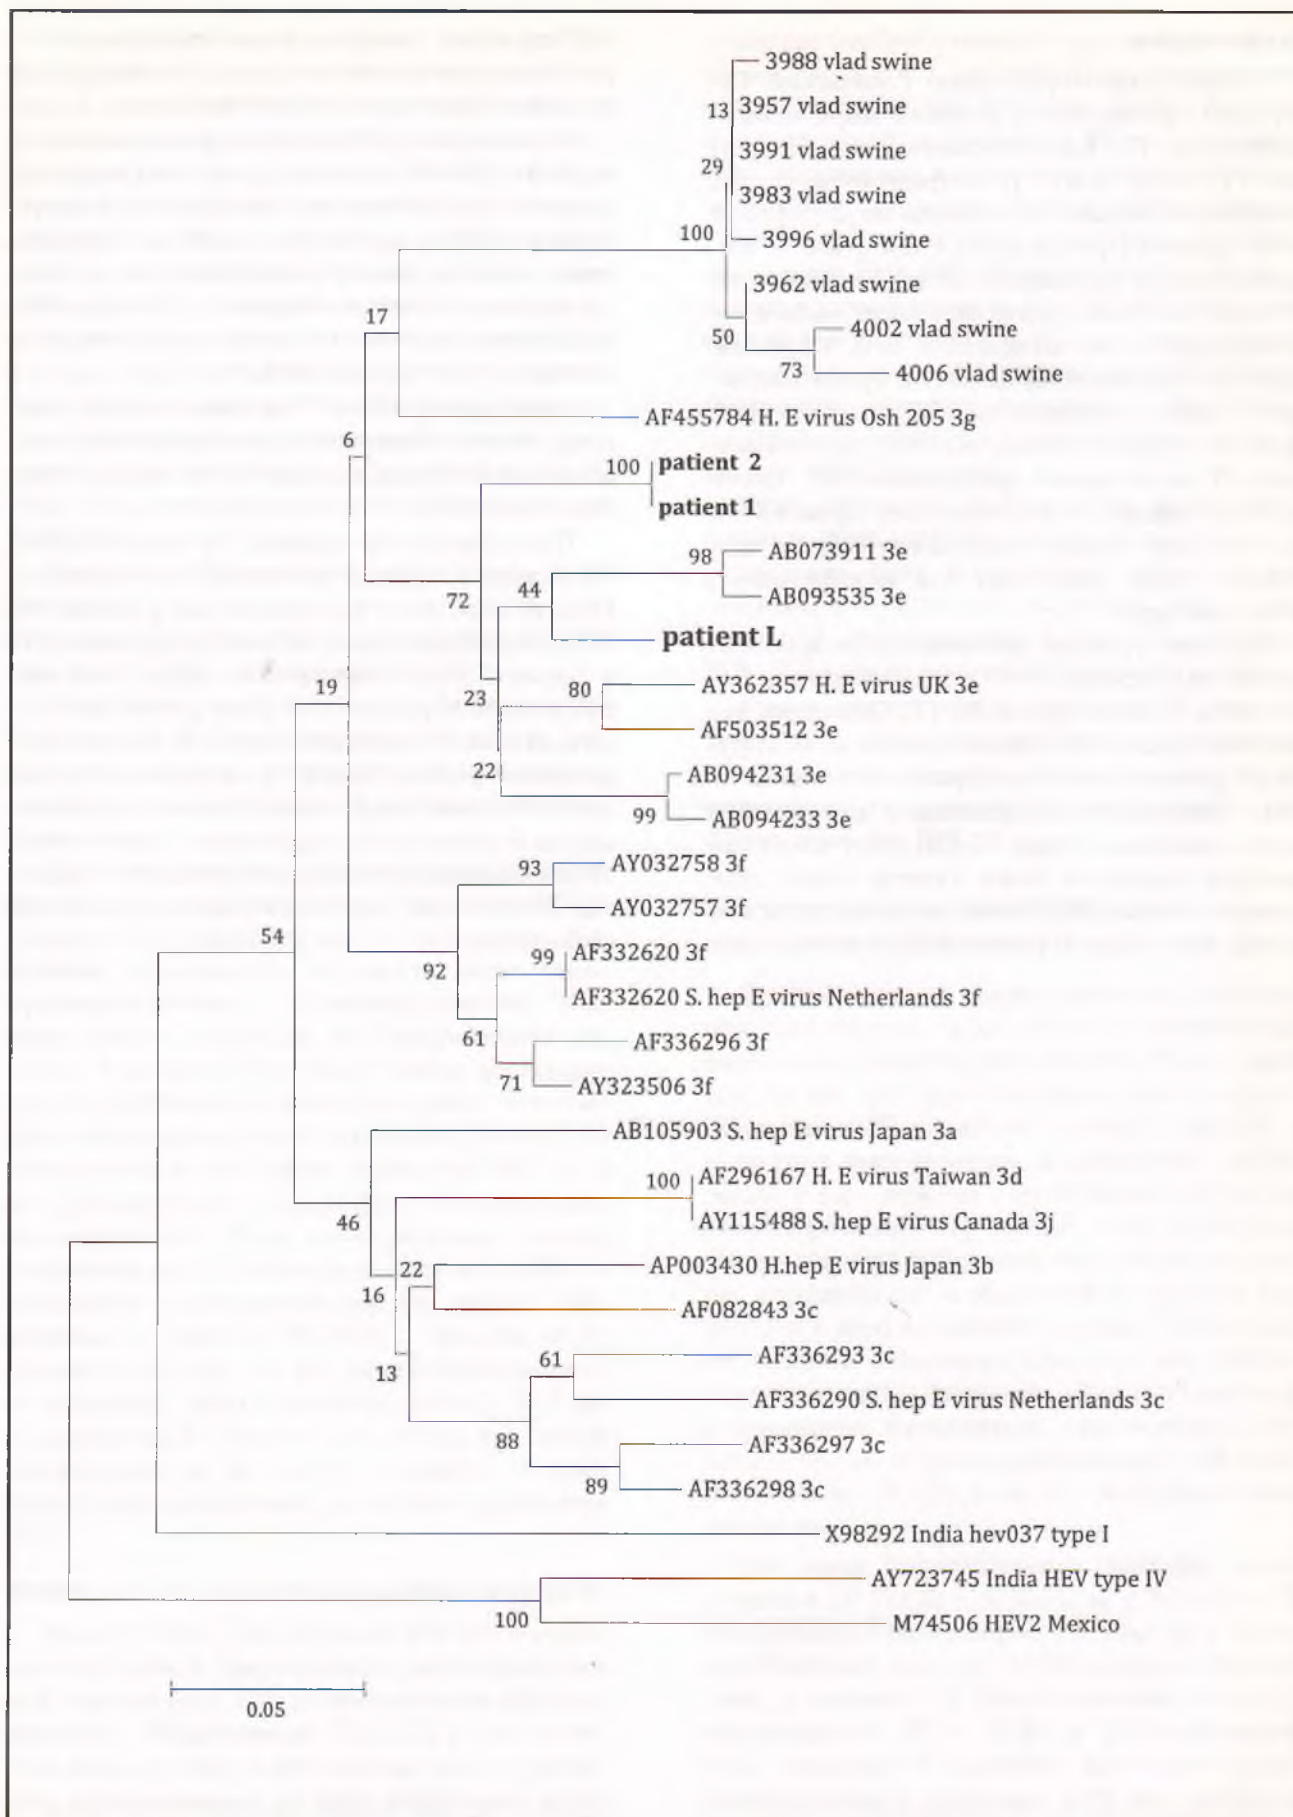 3988 vlad swine
13
3957 vlad swine
3991 vlad swine
29
3983 vlad swine
100
3996 vlad swine
3962 vlad swine
17
50
4002 vlad swine
73
4006 vlad swine
AF455784 H. E virus Osh 205 3g
6
100
patient 2
patient 1
98
AB073911 3e
72
44
AB093535 3e
patient L
19
23
80
AY362357 H. E virus UK 3e
AF503512 3e
22
AB094231 3e
99
AB094233 3e
93
AY032758 3f
AY032757 3f
54
92
99
AF332620 3f
AF332620 S. hep E virus Netherlands 3f
61
AF336296 3f
71
AY323506 3f
AB105903 S. hep E virus Japan 3a
100
AF296167 H. E virus Taiwan 3d
46
AY115488 S. hep E virus Canada 3j
22
AP003430 H.hep E virus Japan 3b
16
AF082843 3c
13
61
AF336293 3c
AF336290 S. hep E virus Netherlands 3c
88
AF336297 3c
89
AF336298 3c
X98292 India hev037 type I
AY723745 India HEV type IV
100
M74506 HEV2 Mexico
0.05